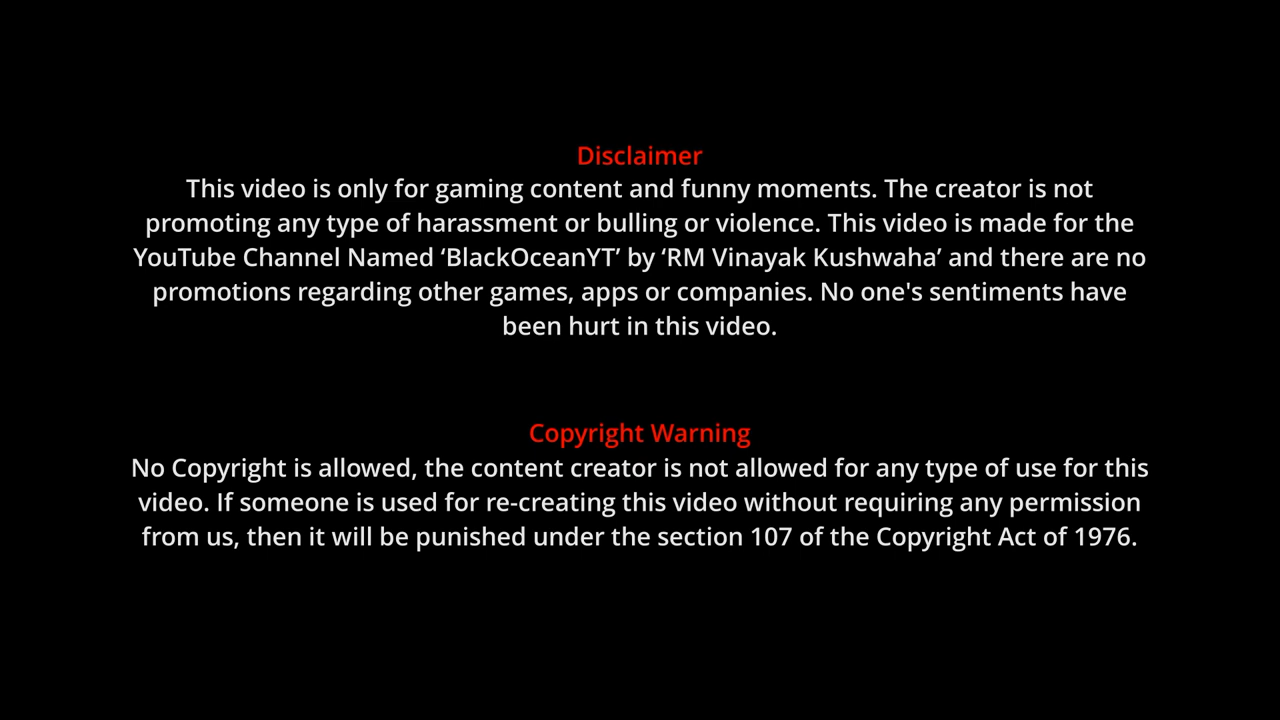 Disclaimer
This video is only for gaming content and funny moments. The creator is not
promoting any type of harassment or bulling or violence. This video is made for the
YouTube Channel Named ‘BlackOceanYT’ by ‘RM Vinayak Kushwaha’ and there are no
promotions regarding other games, apps or companies. No one's sentiments have
been hurt in this video.
Copyright Warning
No Copyright is allowed, the content creator is not allowed for any type of use for this
video. If someone is used for re-creating this video without requiring any permission
from us, then it will be punished under the section 107 of the Copyright Act of 1976.